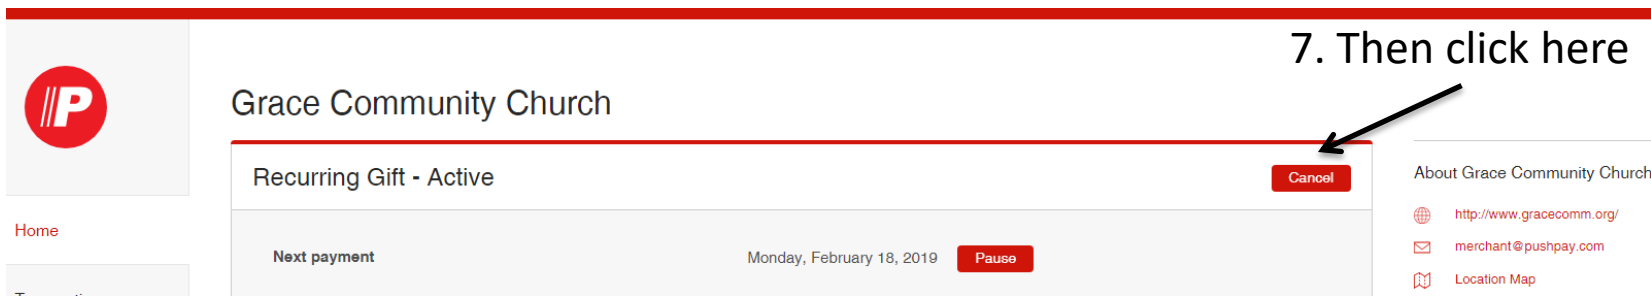 7. Then click here
P
Grace Community Church
Recurring Gift - Active
Cancel
About Grace Community Church
http://www.gracecomm.org/
Home
Next payment
Monday, February 18, 2019
Pause
merchant@pushpay.com
Location Map